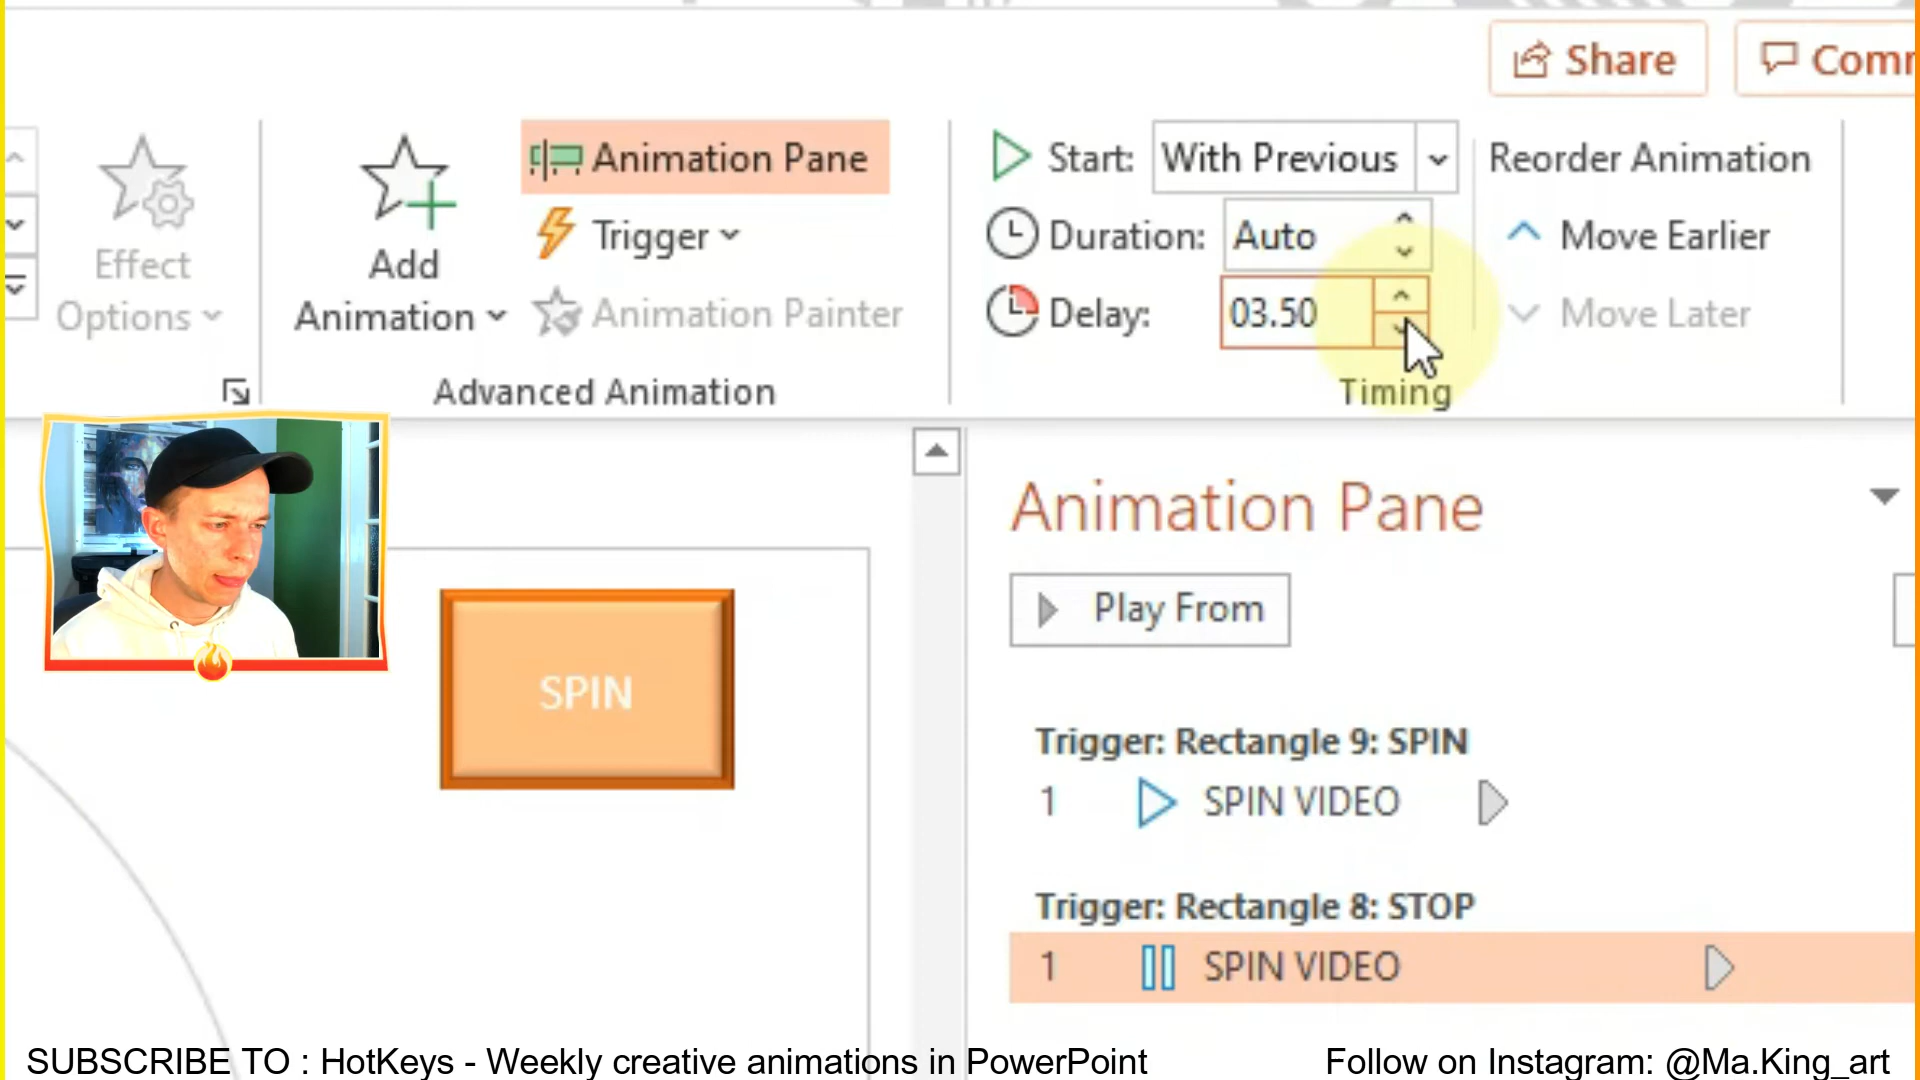 Share
Comm
Effect
Options
Add
Animation
Animation Pane
Trigger
Animation Painter
Advanced Animation
Start: With Previous
Duration: Auto
Delay: 03.50
Timing
Reorder Animation
Move Earlier
Move Later
SPIN
Animation Pane
Play From
Trigger: Rectangle 9: SPIN
1 SPIN VIDEO
Trigger: Rectangle 8: STOP
1 SPIN VIDEO
SUBSCRIBE TO : HotKeys - Weekly creative animations in PowerPoint
Follow on Instagram: @Ma.King_art